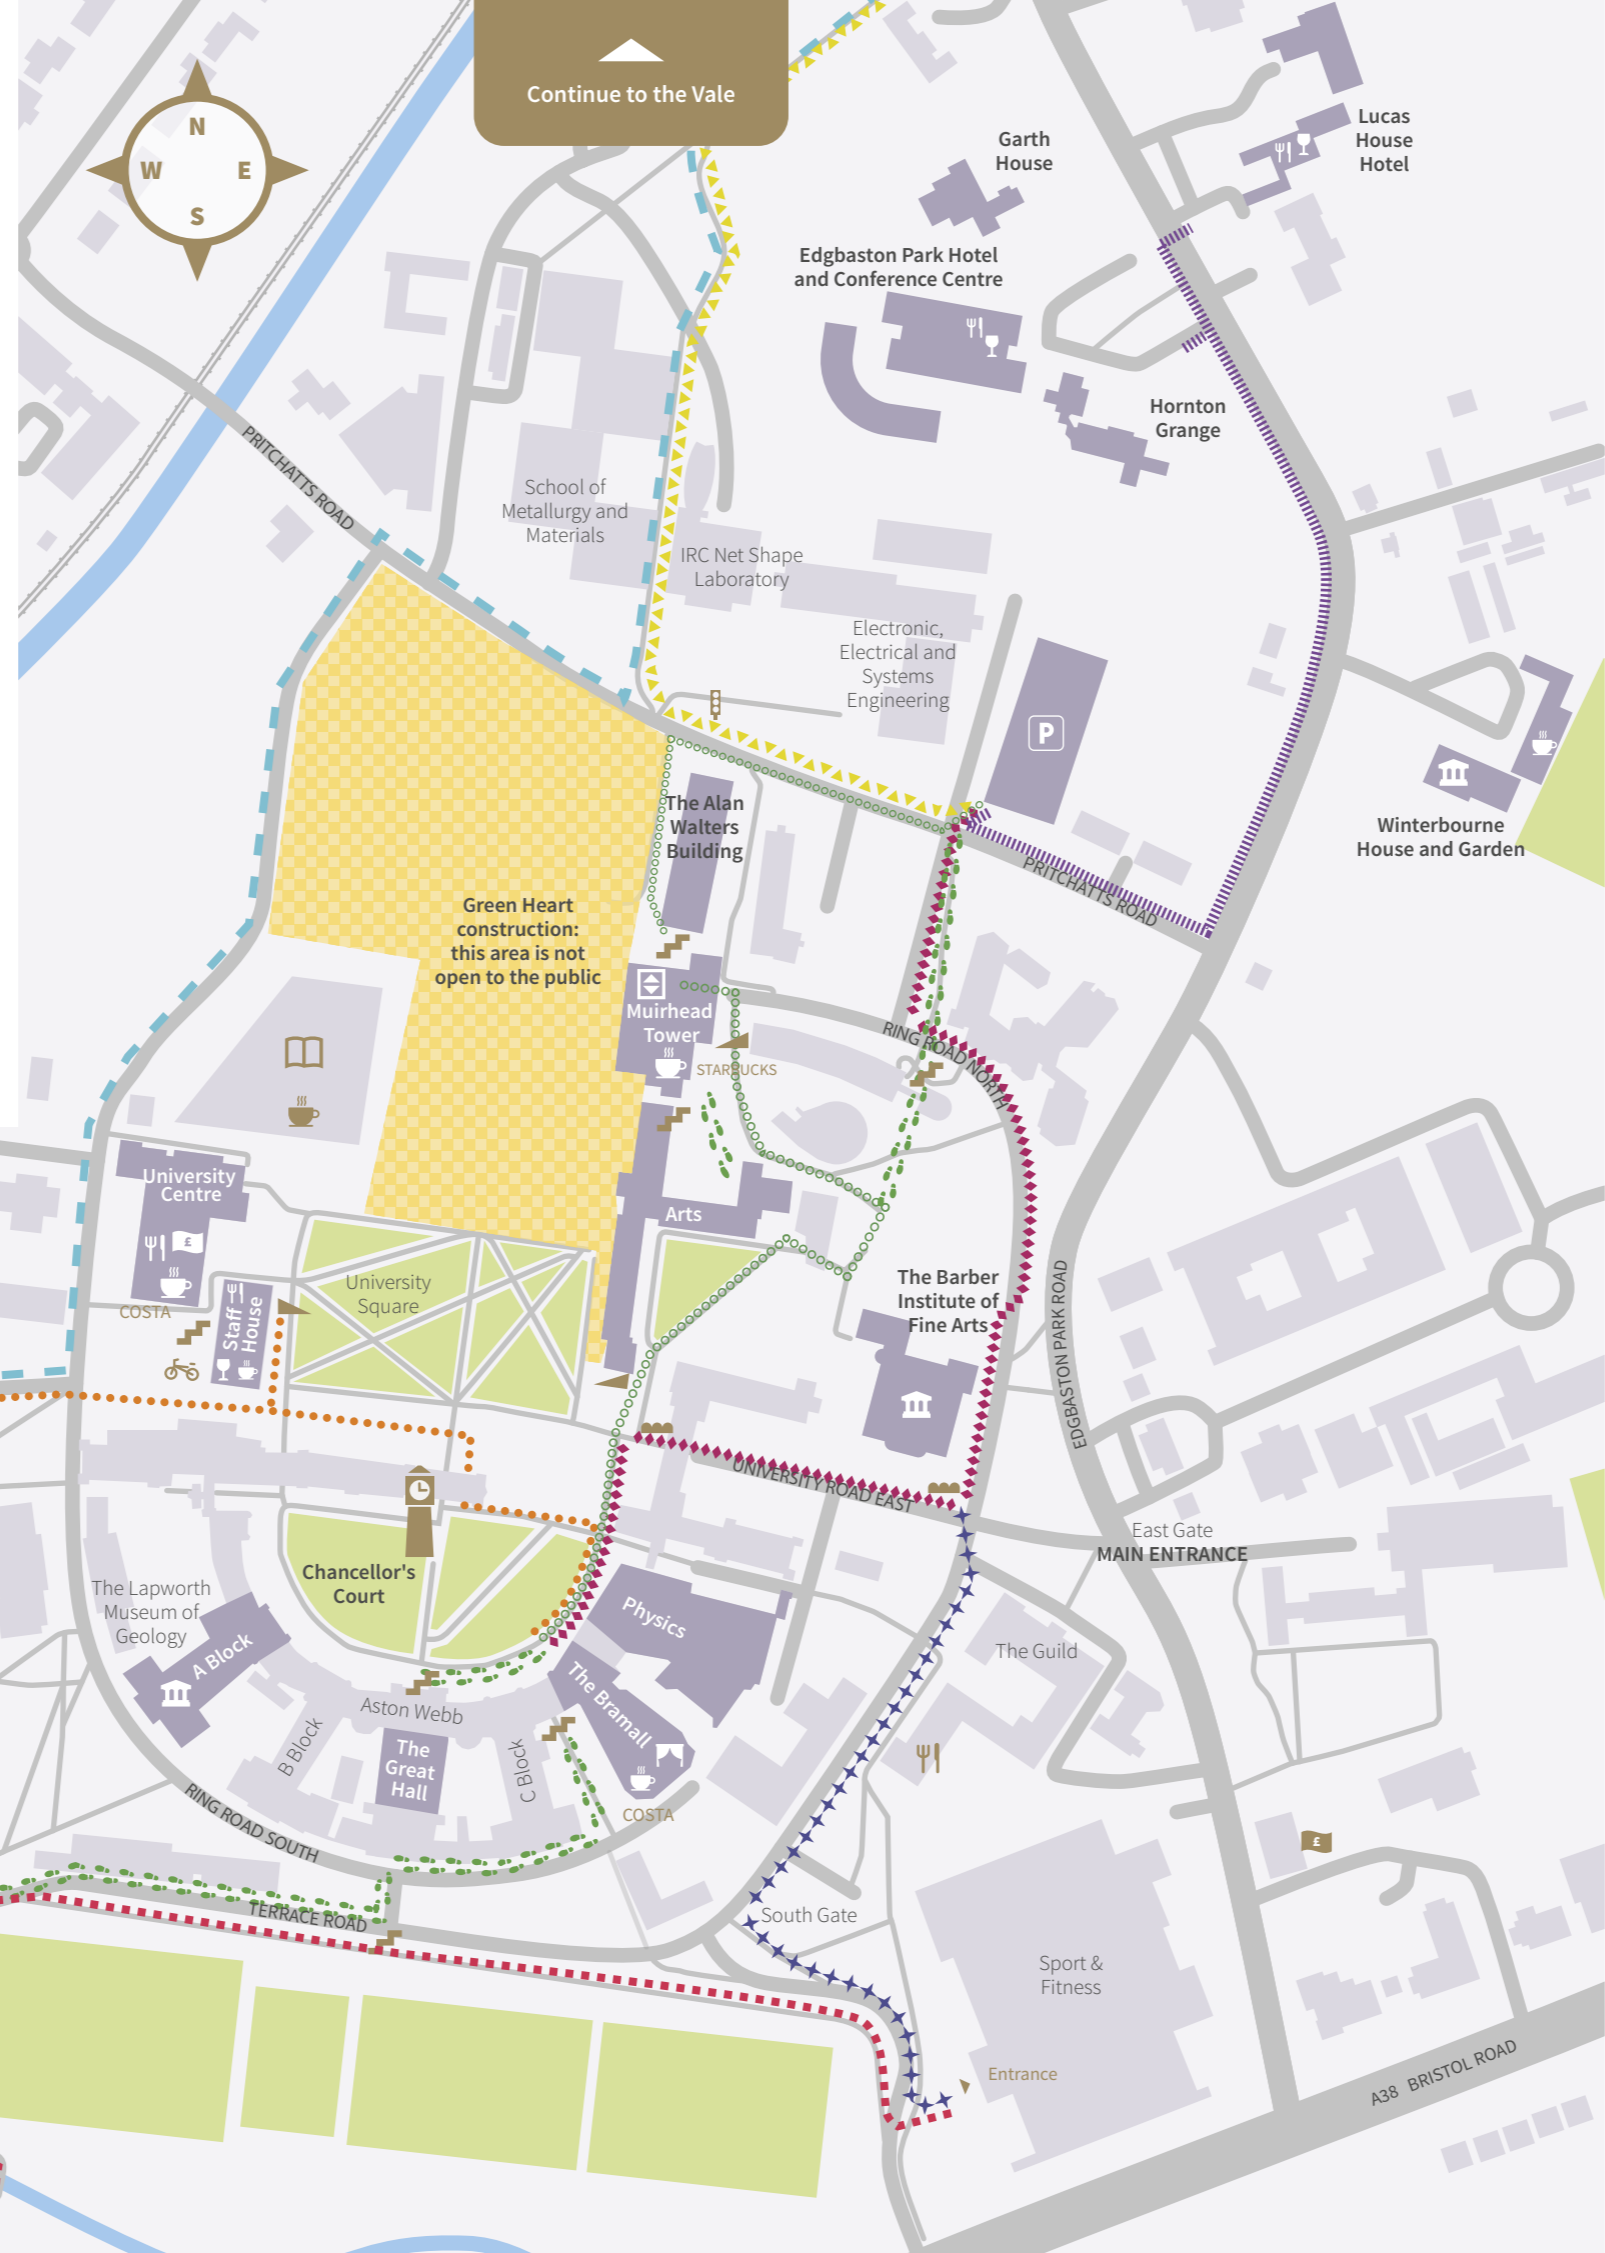 Continue to the Vale
N
W
E
S
Garth
House
Lucas
House
Hotel
Edgbaston Park Hotel
and Conference Centre
Hornton
Grange
PRITCHATTS ROAD
School of
Metallurgy and
Materials
IRC Net Shape
Laboratory
Electronic,
Electrical and
Systems
Engineering
P
The Alan
Walters
Building
Winterbourne
House and Garden
PRITCHATTS ROAD
Green Heart
construction:
this area is not
open to the public
Muirhead
Tower
STARBUCKS
RING ROAD NORTH
University
Centre
£
COSTA
Staff
House
University
Square
Arts
The Barber
Institute of
Fine Arts
EDGBASTON PARK ROAD
UNIVERSITY ROAD EAST
East Gate
MAIN ENTRANCE
Chancellor's
Court
The Lapworth
Museum of
Geology
A Block
Physics
The Bramall
The Guild
Aston Webb
B Block
The
Great
Hall
C Block
COSTA
RING ROAD SOUTH
£
TERRACE ROAD
South Gate
Sport &
Fitness
Entrance
A38 BRISTOL ROAD